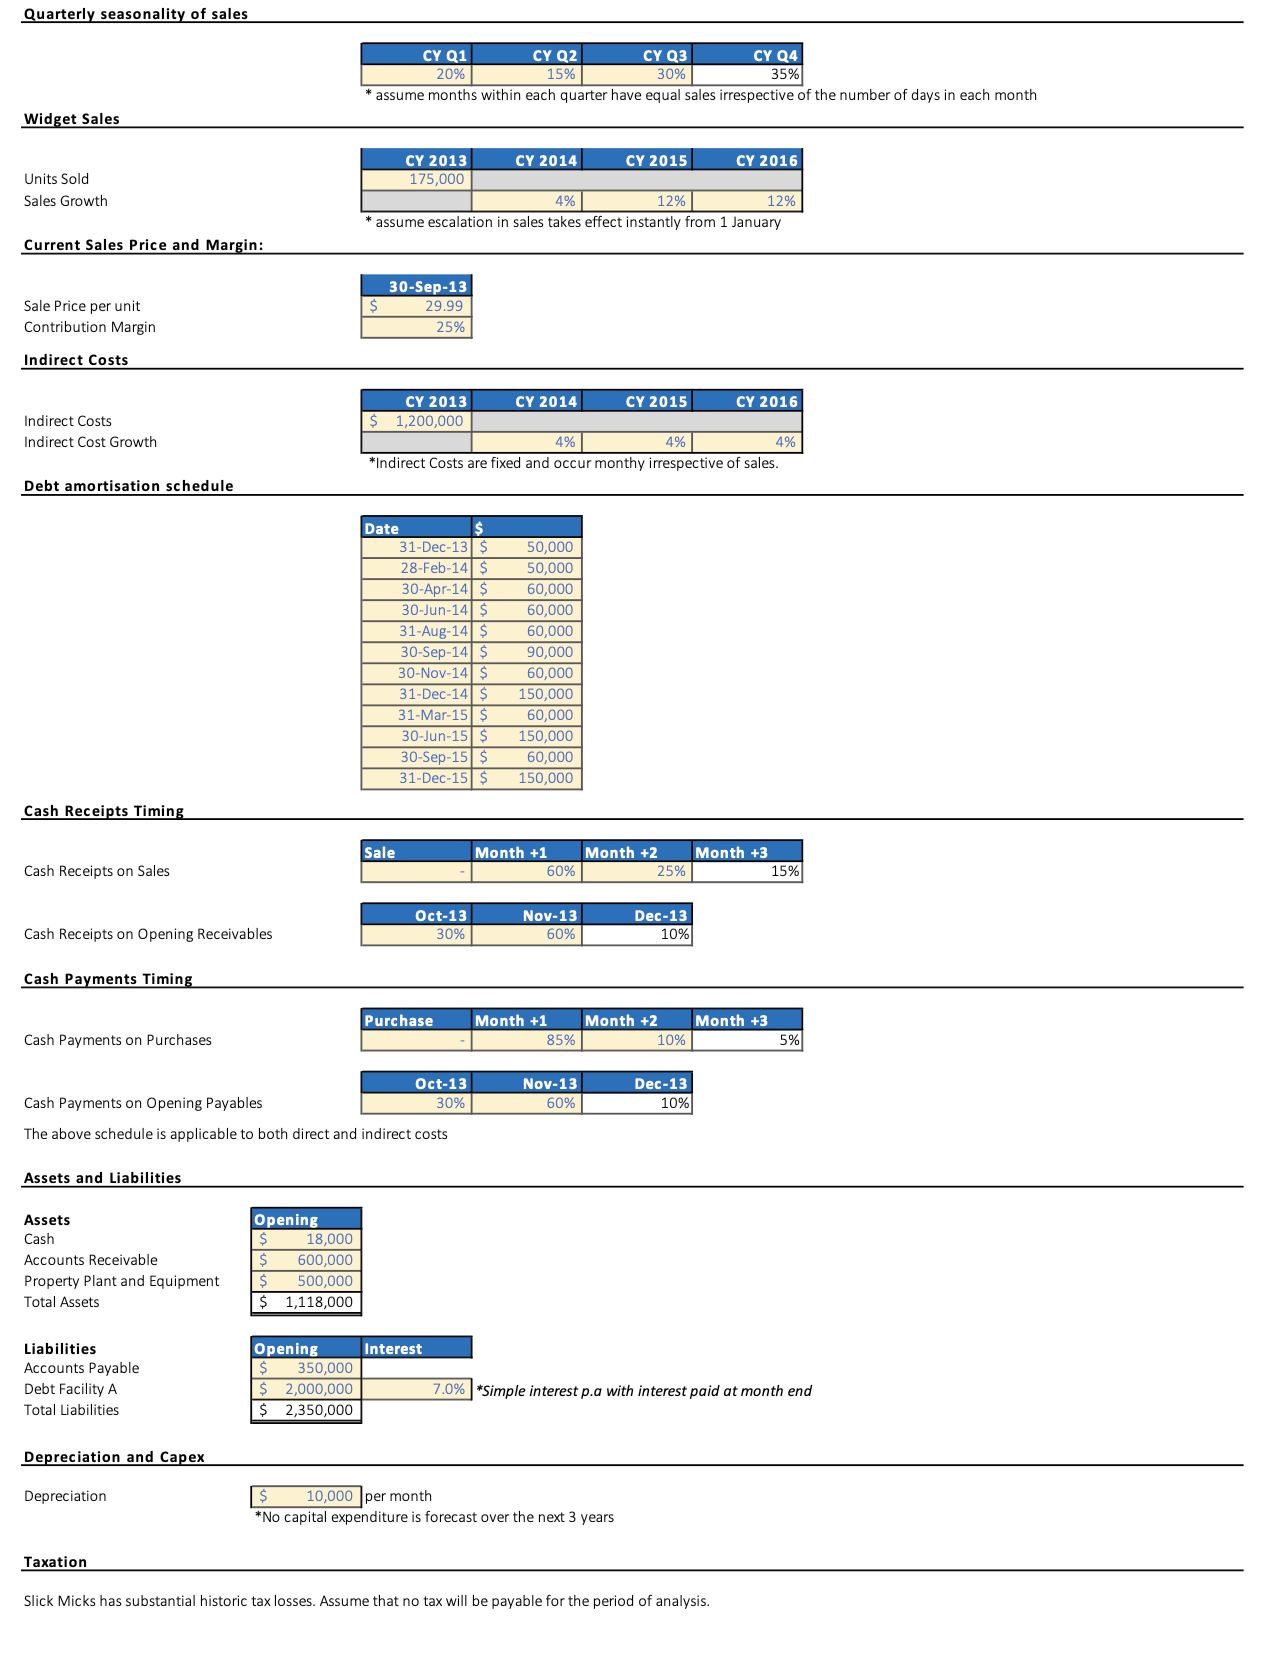 Quarterly seasonality of sales
CY Q1 CY Q2 CY Q3 CY Q4
20% 15% 30% 35%
* assume months within each quarter have equal sales irrespective of the number of days in each month
Widget Sales
CY 2013 CY 2014 CY 2015 CY 2016
Units Sold 175,000
Sales Growth 4% 12% 12%
* assume escalation in sales takes effect instantly from 1 January
Current Sales Price and Margin:
30-Sep-13
Sale Price per unit $ 29.99
Contribution Margin 25%
Indirect Costs
CY 2013 CY 2014 CY 2015 CY 2016
Indirect Costs $ 1,200,000
Indirect Cost Growth 4% 4% 4%
*Indirect Costs are fixed and occur monthy irrespective of sales.
Debt amortisation schedule
Date $
31-Dec-13 $ 50,000
28-Feb-14 $ 50,000
30-Apr-14 $ 60,000
30-Jun-14 $ 60,000
31-Aug-14 $ 60,000
30-Sep-14 $ 90,000
30-Nov-14 $ 60,000
31-Dec-14 $ 150,000
31-Mar-15 $ 60,000
30-Jun-15 $ 150,000
30-Sep-15 $ 60,000
31-Dec-15 $ 150,000
Cash Receipts Timing
Sale Month +1 Month +2 Month +3
Cash Receipts on Sales - 60% 25% 15%
Oct-13 Nov-13 Dec-13
Cash Receipts on Opening Receivables 30% 60% 10%
Cash Payments Timing
Purchase Month +1 Month +2 Month +3
Cash Payments on Purchases - 85% 10% 5%
Oct-13 Nov-13 Dec-13
Cash Payments on Opening Payables 30% 60% 10%
The above schedule is applicable to both direct and indirect costs
Assets and Liabilities
Assets Opening
Cash $ 18,000
Accounts Receivable $ 600,000
Property Plant and Equipment $ 500,000
Total Assets $ 1,118,000
Liabilities Opening Interest
Accounts Payable $ 350,000
Debt Facility A $ 2,000,000 7.0% *Simple interest p.a with interest paid at month end
Total Liabilities $ 2,350,000
Depreciation and Capex
Depreciation $ 10,000 per month
*No capital expenditure is forecast over the next 3 years
Taxation
Slick Micks has substantial historic tax losses. Assume that no tax will be payable for the period of analysis.